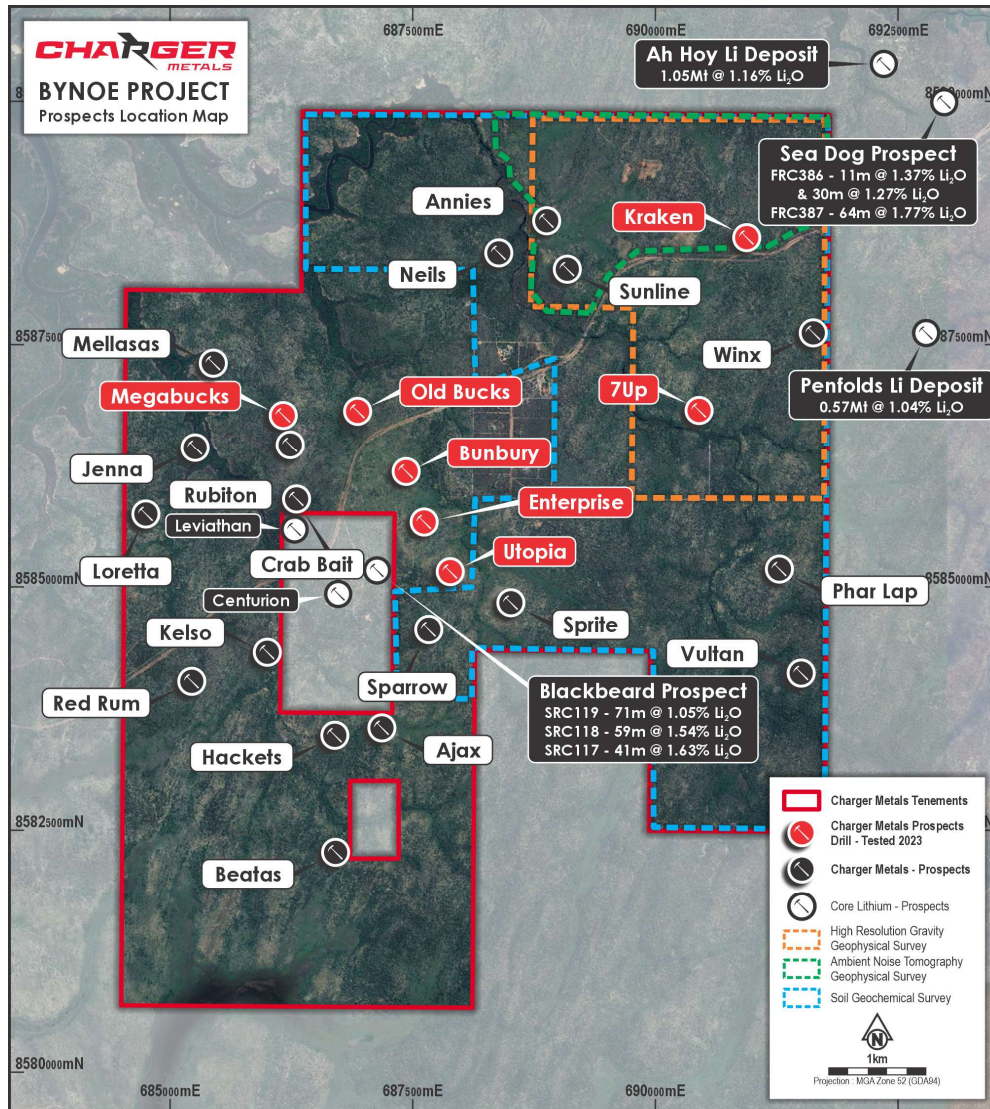 687500mE
690000mE
692500mE
CHARGER
METALS
BYNOE PROJECT
Prospects Location Map
Ah Hoy Li Deposit
1.05Mt @ 1.16% Li₂O
000mN
Sea Dog Prospect
FRC386 - 11m @ 1.37% Li₂O
& 30m @ 1.27% Li₂O
FRC387 - 64m @ 1.77% Li₂O
Annies
Kraken
Neils
Sunline
8587500mN
Mellasas
Winx
7500mN
Megabucks
Old Bucks
7Up
Penfolds Li Deposit
0.57Mt @ 1.04% Li₂O
Jenna
Bunbury
Rubiton
Enterprise
Leviathan
Loretta
Crab Bait
Utopia
8585000mN
8585000mN
Phar Lap
Centurion
Sprite
Kelso
Vultan
Sparrow
Red Rum
Blackbeard Prospect
SRC119 - 71m @ 1.05% Li₂O
SRC118 - 59m @ 1.54% Li₂O
SRC117 - 41m @ 1.63% Li₂O
Hackets
Ajax
8582500mN
Beatas
Charger Metals Tenements
Charger Metals Prospects
Drill - Tested 2023
Charger Metals - Prospects
Core Lithium - Prospects
High Resolution Gravity
Geophysical Survey
Ambient Noise Tomography
Geophysical Survey
Soil Geochemical Survey
N
1km
Projection : MGA Zone 52 (GDA94)
8580000mN
685000mE
687500mE
690000mE